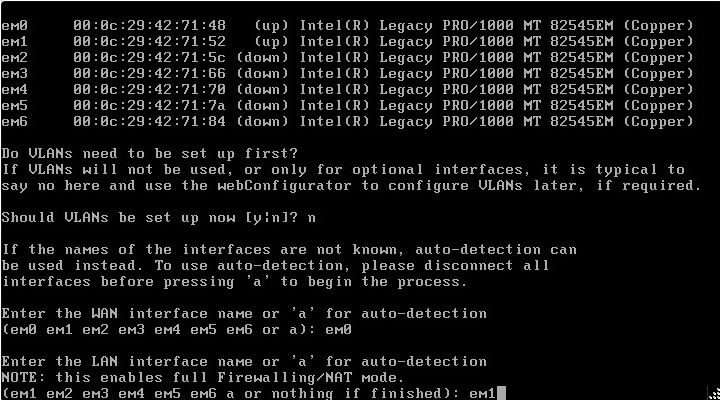 em0     00:0c:29:42:71:48   (up) Intel(R) Legacy PRO/1000 MT 82545EM (Copper)
em1     00:0c:29:42:71:52   (up) Intel(R) Legacy PRO/1000 MT 82545EM (Copper)
em2     00:0c:29:42:71:5c (down) Intel(R) Legacy PRO/1000 MT 82545EM (Copper)
em3     00:0c:29:42:71:66 (down) Intel(R) Legacy PRO/1000 MT 82545EM (Copper)
em4     00:0c:29:42:71:70 (down) Intel(R) Legacy PRO/1000 MT 82545EM (Copper)
em5     00:0c:29:42:71:7a (down) Intel(R) Legacy PRO/1000 MT 82545EM (Copper)
em6     00:0c:29:42:71:84 (down) Intel(R) Legacy PRO/1000 MT 82545EM (Copper)
Do VLANs need to be set up first?
If VLANs will not be used, or only for optional interfaces, it is typical to
say no here and use the webConfigurator to configure VLANs later, if required.
Should VLANs be set up now [y|n]? n
If the names of the interfaces are not known, auto-detection can
be used instead. To use auto-detection, please disconnect all
interfaces before pressing 'a' to begin the process.
Enter the WAN interface name or 'a' for auto-detection
(em0 em1 em2 em3 em4 em5 em6 or a): em0
Enter the LAN interface name or 'a' for auto-detection
NOTE: this enables full Firewalling/NAT mode.
(em1 em2 em3 em4 em5 em6 a or nothing if finished): em1